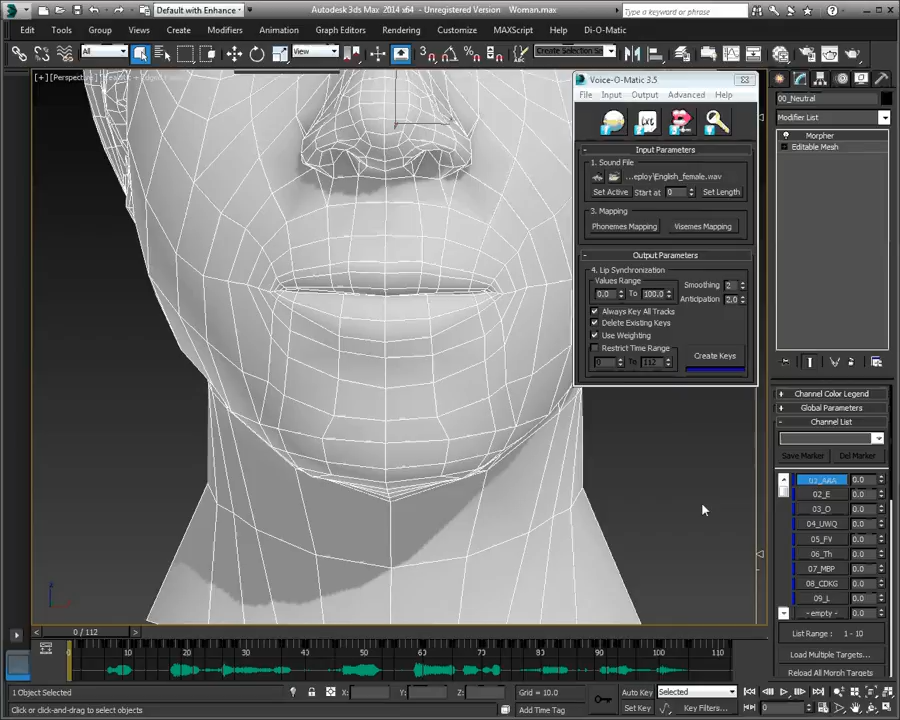 Default with Enhance
Autodesk 3ds Max 2014 x64 - Unregistered Version Woman.max
Type a keyword or phrase
Edit Tools Group Create Views Modifiers Animation Graph Editors Rendering Customize MAXScript Help Di-O-Matic
All
View
Create Selection Se
[+] [Perspective]
Voice-O-Matic 3.5
File Input Output Advanced Help
txt
Input Parameters
1. Sound File
...eploy\English_female.wav
Set Active Start at 0 Set Length
3. Mapping
Phonemes Mapping Visemes Mapping
Output Parameters
4. Lip Synchronization
Values Range
0.0 To 100.0
Smoothing 2
Anticipation 2.0
Always Key All Tracks
Delete Existing Keys
Use Weighting
Restrict Time Range
0 To 112
Create Keys
00_Neutral
Modifier List
Morpher
Editable Mesh
Channel Color Legend
Global Parameters
Channel List
Save Marker Del Marker
0.0
02_E 0.0
03_O 0.0
04_UWQ 0.0
05_FV 0.0
06_Th 0.0
07_MBP 0.0
08_CDKG 0.0
09_L 0.0
- empty - 0.0
List Range : 1 - 10
Load Multiple Targets...
Reload All Morph Targets
0 / 112
0 10 20 30 40 50 60 70 80 90 100 110
1 Object Selected
X: Y: Z: Grid = 10.0
Auto Key Selected
Click or click-and-drag to select objects
Add Time Tag
Set Key Key Filters...
0